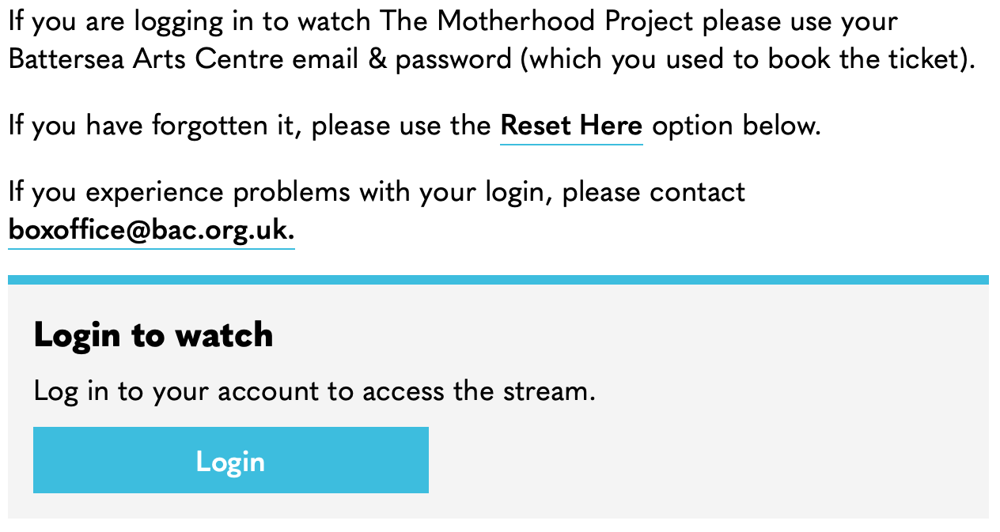 If you are logging in to watch The Motherhood Project please use your
Battersea Arts Centre email & password (which you used to book the ticket).
If you have forgotten it, please use the Reset Here option below.
If you experience problems with your login, please contact
boxoffice@bac.org.uk.
Login to watch
Log in to your account to access the stream.
Login